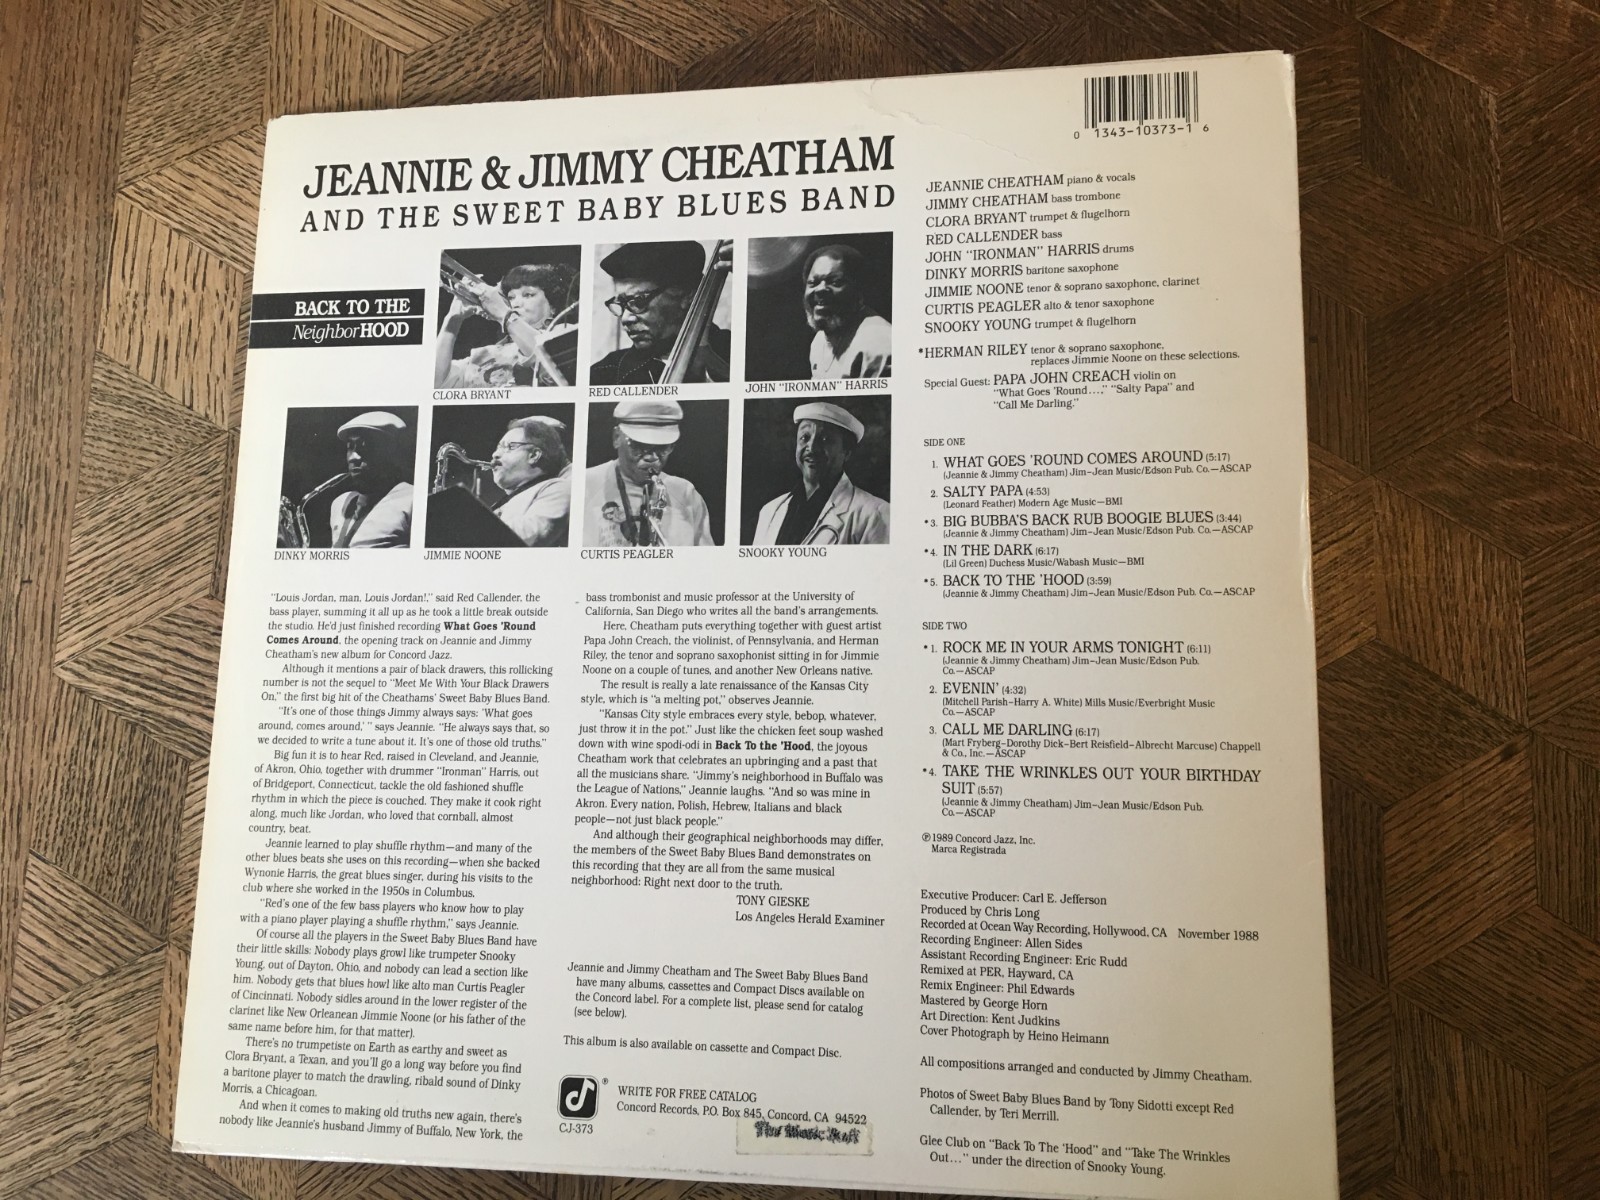 0 1343-10373-1 6
JEANNIE & JIMMY CHEATHAM
AND THE SWEET BABY BLUES BAND
BACK TO THE
NeighborHOOD
CLORA BRYANT
RED CALLENDER
JOHN "IRONMAN" HARRIS
DINKY MORRIS
JIMMIE NOONE
CURTIS PEAGLER
SNOOKY YOUNG
"Louis Jordan, man, Louis Jordan!," said Red Callender, the
bass player, summing it all up as he took a little break outside
the studio. He'd just finished recording What Goes 'Round
Comes Around, the opening track on Jeannie and Jimmy
Cheatham's new album for Concord Jazz.
Although it mentions a pair of black drawers, this rollicking
number is not the sequel to "Meet Me With Your Black Drawers
On," the first big hit of the Cheathams' Sweet Baby Blues Band.
"It's one of those things Jimmy always says: 'What goes
around, comes around,' " says Jeannie. "He always says that, so
we decided to write a tune about it. It's one of those old truths."
Big fun it is to hear Red, raised in Cleveland, and Jeannie,
of Akron, Ohio, together with drummer "Ironman" Harris, out
of Bridgeport, Connecticut, tackle the old fashioned shuffle
rhythm in which the piece is couched. They make it cook right
along, much like Jordan, who loved that cornball, almost
country, beat.
Jeannie learned to play shuffle rhythm—and many of the
other blues beats she uses on this recording—when she backed
Wynonie Harris, the great blues singer, during his visits to the
club where she worked in the 1950s in Columbus.
"Red's one of the few bass players who know how to play
with a piano player playing a shuffle rhythm," says Jeannie.
Of course all the players in the Sweet Baby Blues Band have
their little skills: Nobody plays growl like trumpeter Snooky
Young, out of Dayton, Ohio, and nobody can lead a section like
him. Nobody gets that blues howl like alto man Curtis Peagler
of Cincinnati. Nobody sidles around in the lower register of the
clarinet like New Orleanean Jimmie Noone (or his father of the
same name before him, for that matter).
There's no trumpetiste on Earth as earthy and sweet as
Clora Bryant, a Texan, and you'll go a long way before you find
a baritone player to match the drawling, ribald sound of Dinky
Morris, a Chicagoan.
And when it comes to making old truths new again, there's
nobody like Jeannie's husband Jimmy of Buffalo, New York, the
bass trombonist and music professor at the University of
California, San Diego who writes all the band's arrangements.
Here, Cheatham puts everything together with guest artist
Papa John Creach, the violinist, of Pennsylvania, and Herman
Riley, the tenor and soprano saxophonist sitting in for Jimmie
Noone on a couple of tunes, and another New Orleans native.
The result is really a late renaissance of the Kansas City
style, which is "a melting pot," observes Jeannie.
"Kansas City style embraces every style, bebop, whatever,
just throw it in the pot." Just like the chicken feet soup washed
down with wine spodi-odi in Back To the 'Hood, the joyous
Cheatham work that celebrates an upbringing and a past that
all the musicians share. "Jimmy's neighborhood in Buffalo was
the League of Nations," Jeannie laughs. "And so was mine in
Akron. Every nation, Polish, Hebrew, Italians and black
people—not just black people."
And although their geographical neighborhoods may differ,
the members of the Sweet Baby Blues Band demonstrates on
this recording that they are all from the same musical
neighborhood: Right next door to the truth.
TONY GIESKE
Los Angeles Herald Examiner
Jeannie and Jimmy Cheatham and The Sweet Baby Blues Band
have many albums, cassettes and Compact Discs available on
the Concord label. For a complete list, please send for catalog
(see below).
This album is also available on cassette and Compact Disc.
®
CJ-373
WRITE FOR FREE CATALOG
Concord Records, P.O. Box 845, Concord, CA 94522
JEANNIE CHEATHAM piano & vocals
JIMMY CHEATHAM bass trombone
CLORA BRYANT trumpet & flugelhorn
RED CALLENDER bass
JOHN "IRONMAN" HARRIS drums
DINKY MORRIS baritone saxophone
JIMMIE NOONE tenor & soprano saxophone, clarinet
CURTIS PEAGLER alto & tenor saxophone
SNOOKY YOUNG trumpet & flugelhorn
*HERMAN RILEY tenor & soprano saxophone,
replaces Jimmie Noone on these selections.
Special Guest: PAPA JOHN CREACH violin on
"What Goes 'Round...," "Salty Papa" and
"Call Me Darling."
SIDE ONE
1. WHAT GOES 'ROUND COMES AROUND (5:17)
(Jeannie & Jimmy Cheatham) Jim-Jean Music/Edson Pub. Co.—ASCAP
2. SALTY PAPA (4:53)
(Leonard Feather) Modern Age Music—BMI
*3. BIG BUBBA'S BACK RUB BOOGIE BLUES (3:44)
(Jeannie & Jimmy Cheatham) Jim-Jean Music/Edson Pub. Co.—ASCAP
*4. IN THE DARK (6:17)
(Lil Green) Duchess Music/Wabash Music—BMI
*5. BACK TO THE 'HOOD (3:59)
(Jeannie & Jimmy Cheatham) Jim-Jean Music/Edson Pub. Co.—ASCAP
SIDE TWO
*1. ROCK ME IN YOUR ARMS TONIGHT (6:11)
(Jeannie & Jimmy Cheatham) Jim-Jean Music/Edson Pub.
Co.—ASCAP
2. EVENIN' (4:32)
(Mitchell Parish-Harry A. White) Mills Music/Everbright Music
Co.—ASCAP
3. CALL ME DARLING (6:17)
(Mart Fryberg-Dorothy Dick-Bert Reisfield-Albrecht Marcuse) Chappell
& Co., Inc.—ASCAP
*4. TAKE THE WRINKLES OUT YOUR BIRTHDAY
SUIT (5:57)
(Jeannie & Jimmy Cheatham) Jim-Jean Music/Edson Pub.
Co.—ASCAP
℗1989 Concord Jazz, Inc.
Marca Registrada
Executive Producer: Carl E. Jefferson
Produced by Chris Long
Recorded at Ocean Way Recording, Hollywood, CA November 1988
Recording Engineer: Allen Sides
Assistant Recording Engineer: Eric Rudd
Remixed at PER, Hayward, CA
Remix Engineer: Phil Edwards
Mastered by George Horn
Art Direction: Kent Judkins
Cover Photograph by Heino Heimann
All compositions arranged and conducted by Jimmy Cheatham.
Photos of Sweet Baby Blues Band by Tony Sidotti except Red
Callender, by Teri Merrill.
Glee Club on "Back To The 'Hood" and "Take The Wrinkles
Out..." under the direction of Snooky Young.